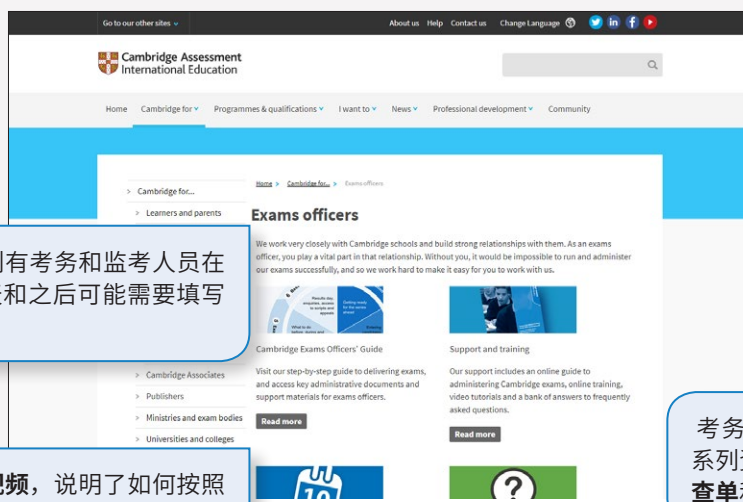 Go to our other sites
About us Help Contact us Change Language
Cambridge Assessment
International Education
Home Cambridge for Programmes & qualifications I want to News Professional development Community
> Cambridge for...
> Learners and parents
Home > Cambridge for... > Exams officers
Exams officers
We work very closely with Cambridge schools and build strong relationships with them. As an exams
officer, you play a vital part in that relationship. Without you, it would be impossible to run and administer
our exams successfully, and so we work hard to make it easy for you to work with us.
有考务和监考人员在
和之后可能需要填写
Cambridge Exams Officers' Guide
Visit our step-by-step guide to delivering exams,
and access key administrative documents and
support materials for exams officers.
Read more
Support and training
Our support includes an online guide to
administering Cambridge exams, online training,
video tutorials and a bank of answers to frequently
asked questions.
Read more
> Cambridge Associates
> Publishers
> Ministries and exam bodies
> Universities and colleges
视频，说明了如何按照
10
?
考务
系列
查单